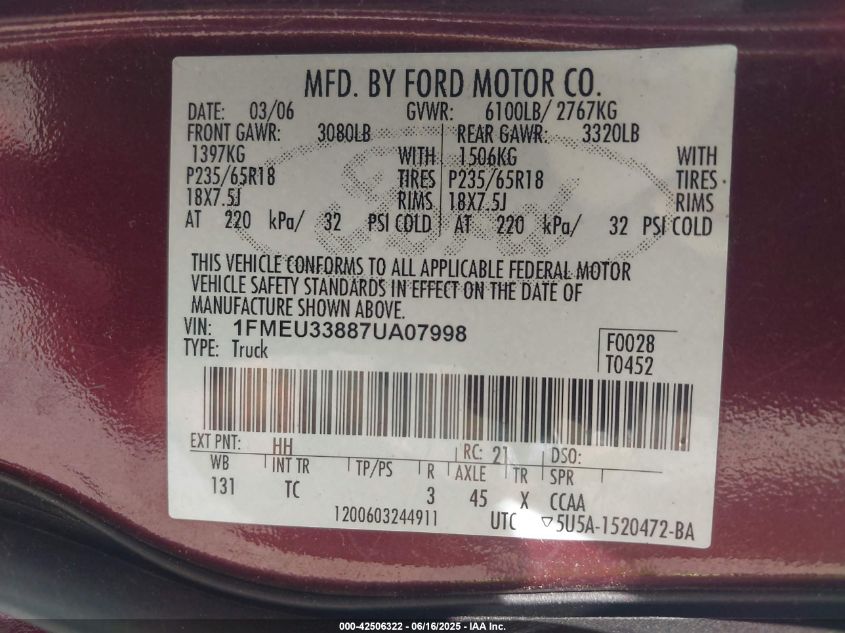 MFD. BY FORD MOTOR CO.
DATE: 03/06 GVWR: 6100LB/ 2767KG
FRONT GAWR: 3080LB REAR GAWR: 3320LB
1397KG WITH 1506KG WITH
P235/65R18 TIRES P235/65R18 TIRES
18X7.5J RIMS 18X7.5J RIMS
AT 220 kPa/ 32 PSI COLD AT 220 kPa/ 32 PSI COLD
Ford
THIS VEHICLE CONFORMS TO ALL APPLICABLE FEDERAL MOTOR
VEHICLE SAFETY STANDARDS IN EFFECT ON THE DATE OF
MANUFACTURE SHOWN ABOVE.
VIN: 1FMEU33887UA07998
TYPE: Truck
F0028
T0452
EXT PNT: HH RC: 21 DSO:
WB INT TR TP/PS R AXLE TR SPR
131 TC 3 45 X CCAA
1200603244911 UTC ▽5U5A-1520472-BA
000-42506322 - 06/16/2025 - IAA Inc.